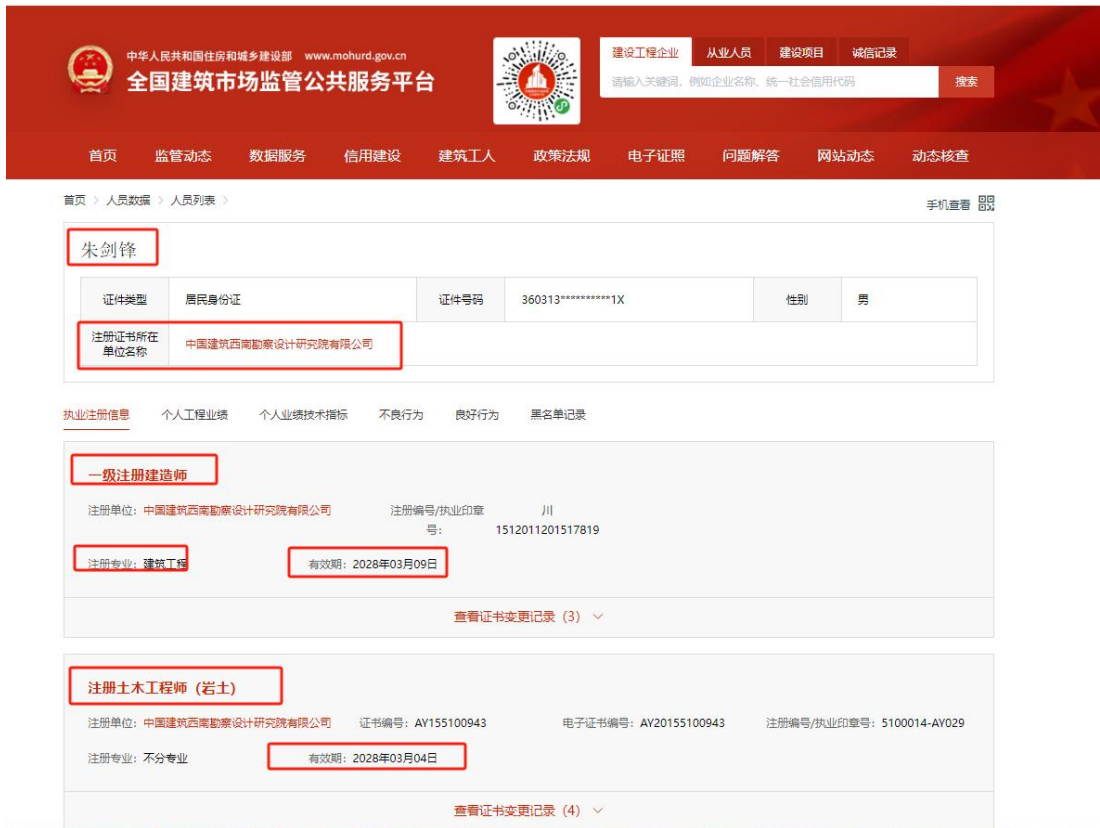 中华人民共和国住房和城乡建设部 www.mohurd.gov.cn
全国建筑市场监管公共服务平台
建设工程企业 从业人员 建设项目 诚信记录
请输入关键词，例如企业名称、统一社会信用代码 搜索
首页 监管动态 数据服务 信用建设 建筑工人 政策法规 电子证照 问题解答 网站动态 动态核查
首页 > 人员数据 > 人员列表 >
手机查看
朱剑锋
证件类型 居民身份证 证件号码 360313**********1X 性别 男
注册证书所在
单位名称
中国建筑西南勘察设计研究院有限公司
执业注册信息 个人工程业绩 个人业绩技术指标 不良行为 良好行为 黑名单记录
一级注册建造师
注册单位：中国建筑西南勘察设计研究院有限公司 注册编号/执业印章 川
号： 1512011201517819
注册专业：建筑工程 有效期：2028年03月09日
查看证书变更记录（3）
注册土木工程师（岩土）
注册单位：中国建筑西南勘察设计研究院有限公司 证书编号：AY155100943 电子证书编号：AY20155100943 注册编号/执业印章号：5100014-AY029
注册专业：不分专业 有效期：2028年03月04日
查看证书变更记录（4）